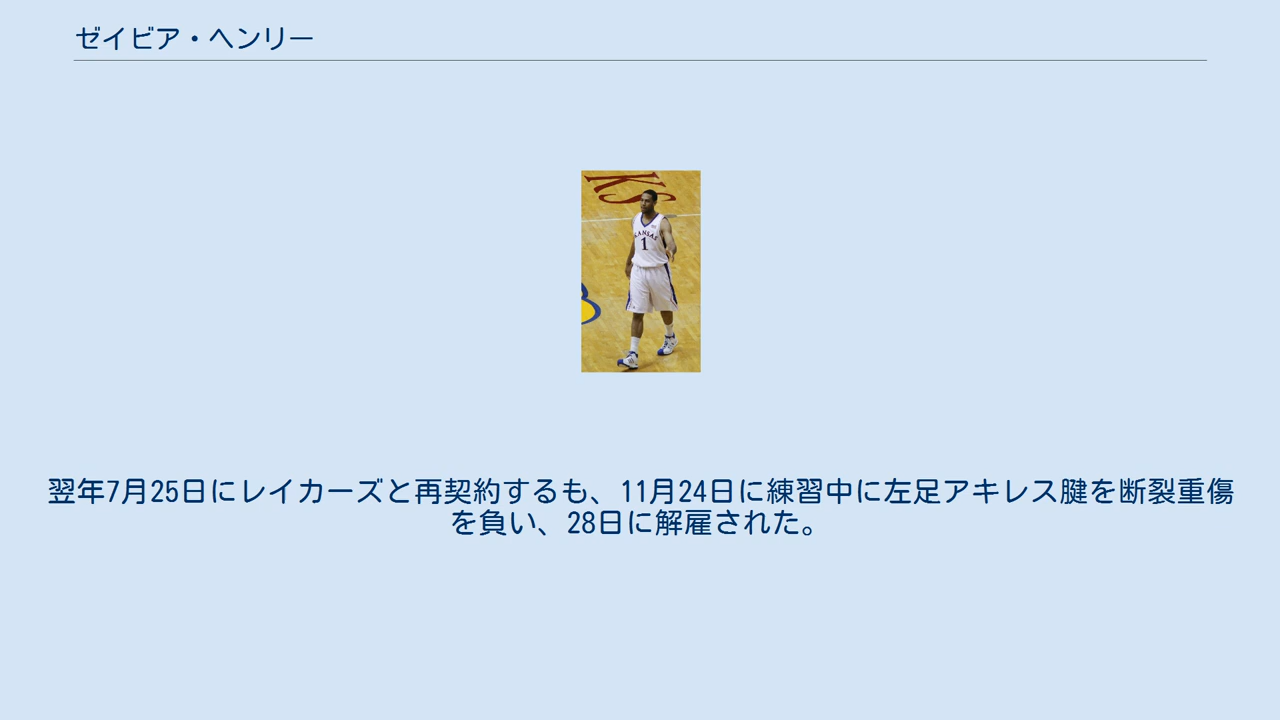 ゼイビア・ヘンリー
KS
KANSAS
1
翌年7月25日にレイカーズと再契約するも、11月24日に練習中に左足アキレス腱を断裂重傷
を負い、28日に解雇された。